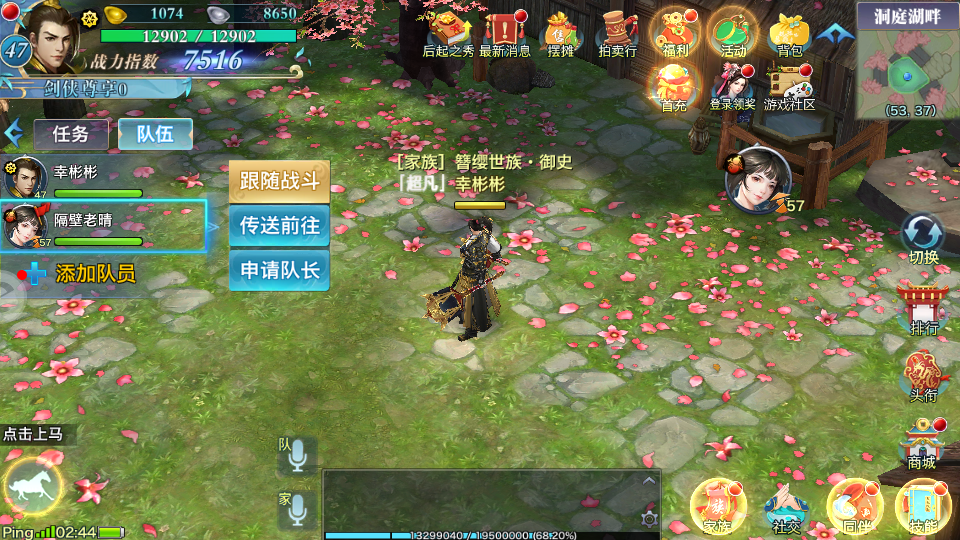 1074
8650
12902 / 12902
47
战力指数 7516
剑侠尊享0
后起之秀
最新消息
摆摊
拍卖行
福利
活动
背包
洞庭湖畔
(53, 37)
首充
登录领奖
游戏社区
任务
队伍
幸彬彬
47
隔壁老晴
57
添加队员
跟随战斗
传送前往
申请队长
[家族] 簪缨世族·御史
「超凡」幸彬彬
57
切换
排行
头衔
商城
点击上马
队
家
家族
社交
同伴
技能
Ping
02:44
13299040 / 19500000 (68.20%)